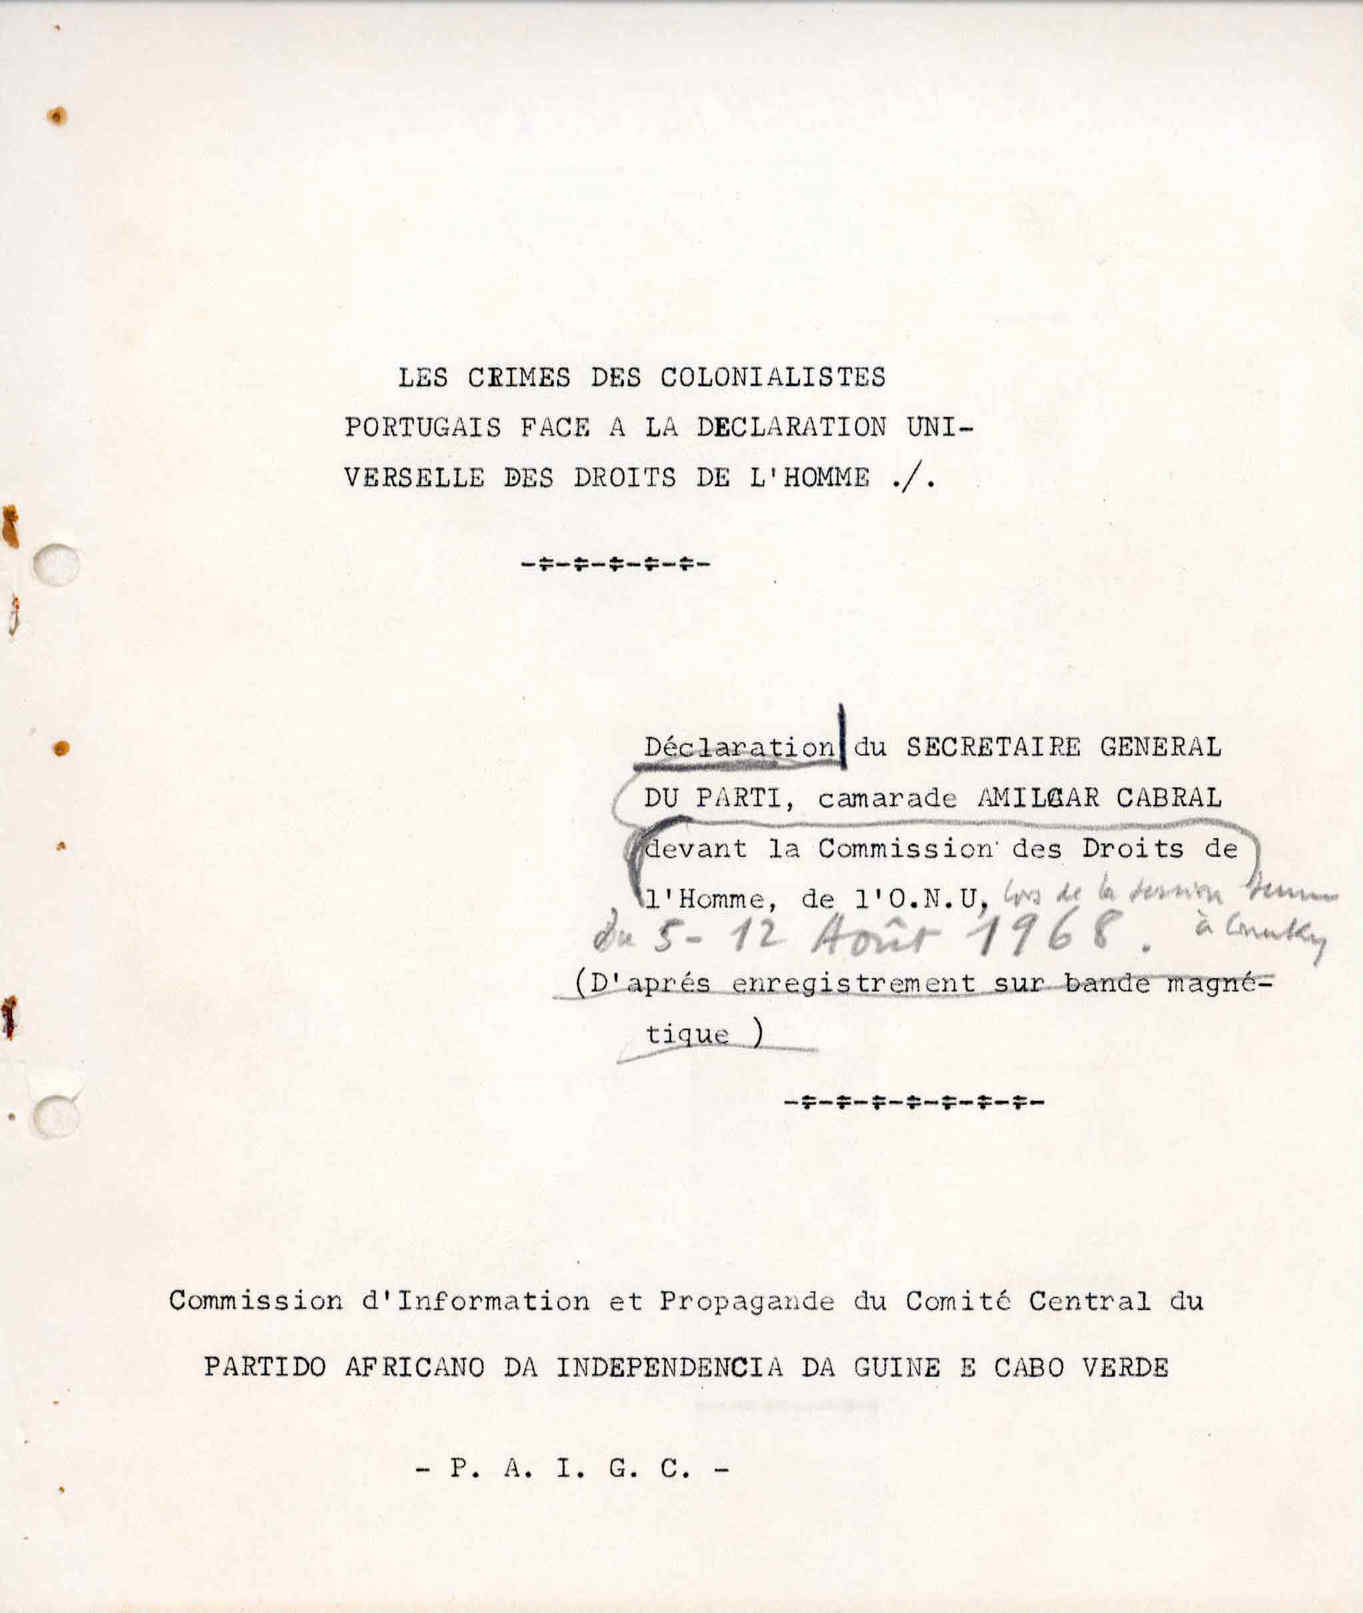 LES CRIMES DES COLONIALISTES
PORTUGAIS FACE A LA DECLARATION UNI-
VERSELLE DES DROITS DE L'HOMME ./.
-=-=-=-=-=-
Déclaration du SECRETAIRE GENERAL
DU PARTI, camarade AMILCAR CABRAL
devant la Commission des Droits de
l'Homme, de l'O.N.U, lors de la session tenue
à Conakry
du 5 - 12 Août 1968.
(D'aprés enregistrement sur bande magné-
tique )
-=-=-=-=-=-=-=-
Commission d'Information et Propagande du Comité Central du
PARTIDO AFRICANO DA INDEPENDENCIA DA GUINE E CABO VERDE
- P. A. I. G. C. -